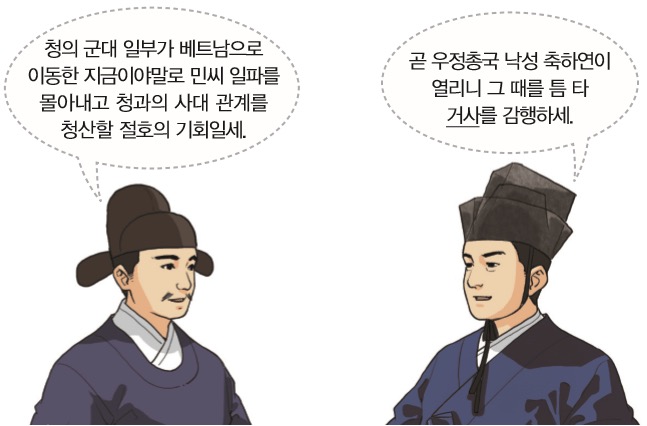 청의 군대 일부가 베트남으로
이동한 지금이야말로 민씨 일파를
몰아내고 청과의 사대 관계를
청산할 절호의 기회일세.
곧 우정총국 낙성 축하연이
열리니 그 때를 틈 타
거사를 감행하세.